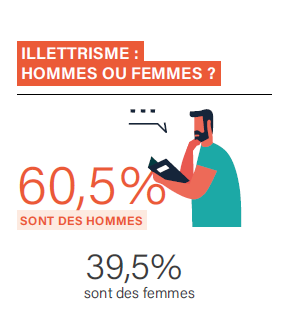 ILLETTRISME :
HOMMES OU FEMMES ?
60,5%
SONT DES HOMMES
39,5%
sont des femmes